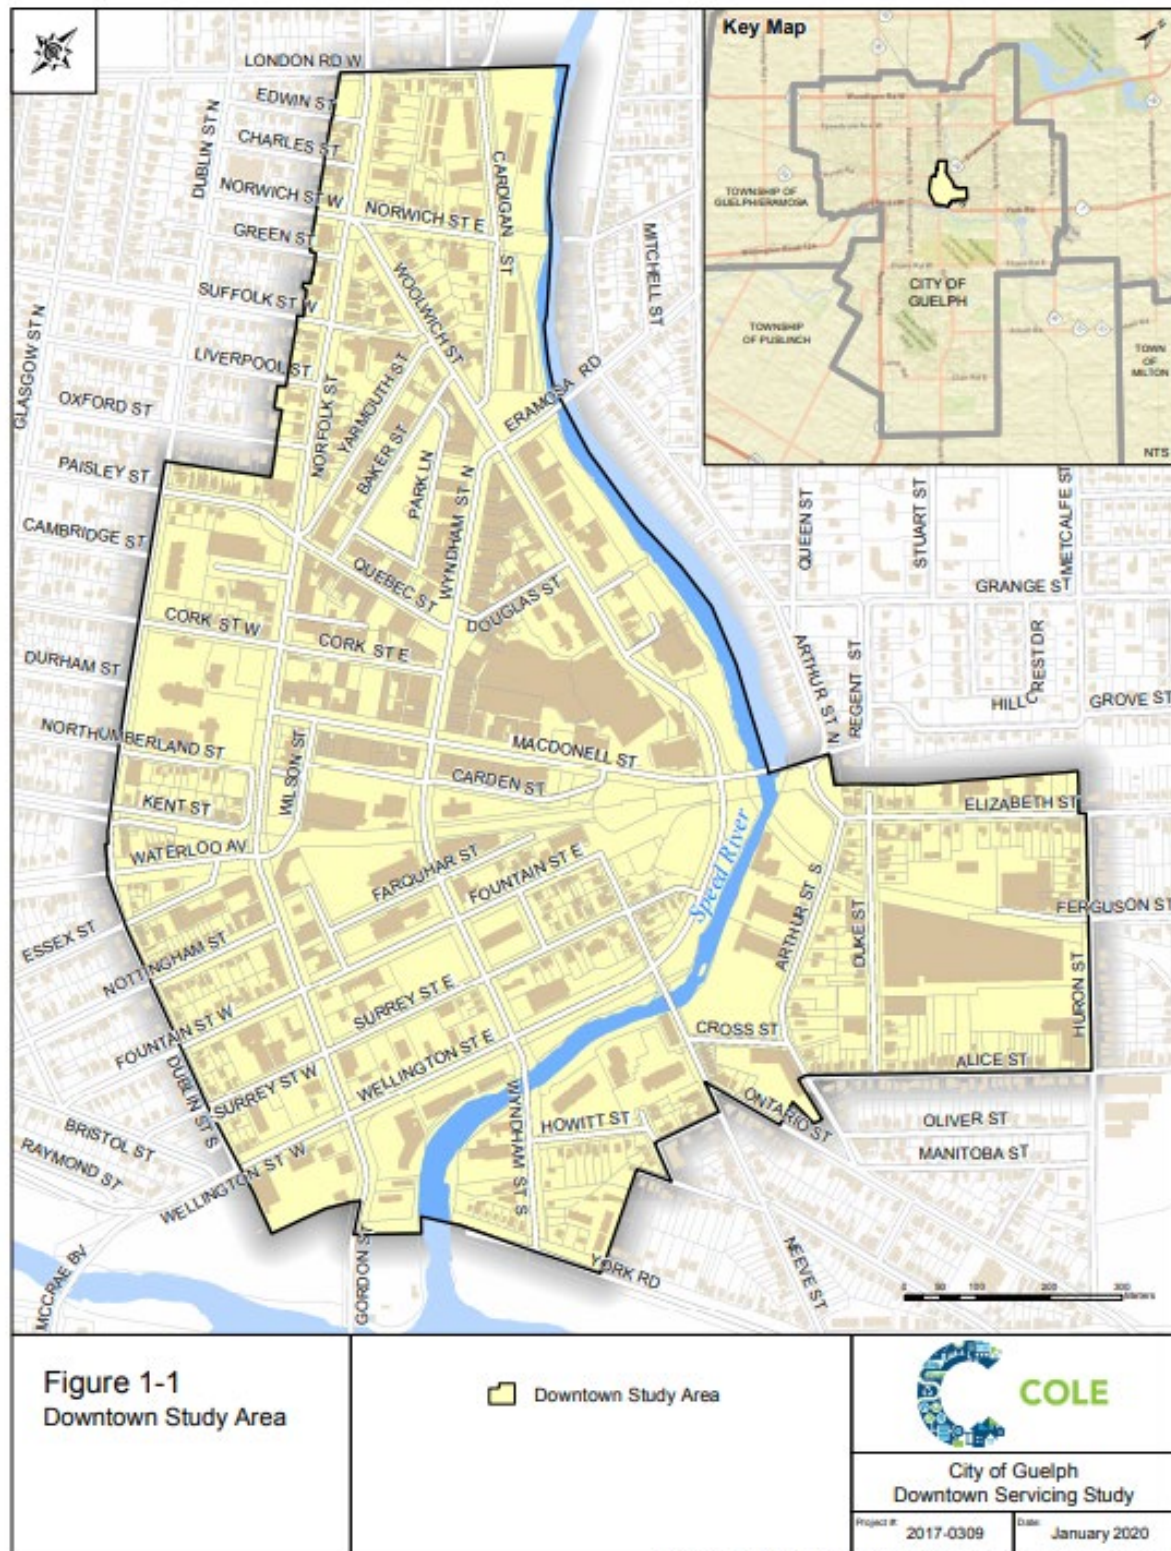 Key Map
TOWNSHIP OF
GUELPH/ERAMOSA
CITY OF
GUELPH
TOWNSHIP
OF PUSLINCH
TOWN
OF
MILTON
NTS
LONDON RD W
EDWIN ST
CHARLES ST
DUBLIN ST N
NORWICH ST W
NORWICH ST E
CARDIGAN ST
GREEN ST
WOOLWICH ST
MITCHELL ST
SUFFOLK ST W
LIVERPOOL ST
GLASGOW ST N
OXFORD ST
NORFOLK ST
YARMOUTH ST
BAKER ST
PARK LN
ERAMOSA RD
WYNDHAM ST N
PAISLEY ST
CAMBRIDGE ST
QUEBEC ST
DOUGLAS ST
QUEEN ST
STUART ST
METCALFE ST
GRANGE ST
CORK ST W
CORK ST E
DURHAM ST
ARTHUR ST N
REGENT ST
HILLCREST DR
GROVE ST
NORTHUMBERLAND ST
WILSON ST
MACDONELL ST
CARDEN ST
KENT ST
ELIZABETH ST
WATERLOO AV
FARQUHAR ST
FOUNTAIN ST E
Speed River
ARTHUR ST S
DUKE ST
FERGUSON ST
ESSEX ST
NOTTINGHAM ST
SURREY ST E
HURON ST
FOUNTAIN ST W
WELLINGTON ST E
CROSS ST
ALICE ST
DUBLIN ST S
SURREY ST W
WYNDHAM ST S
HOWITT ST
ONTARIO ST
OLIVER ST
MANITOBA ST
BRISTOL ST
RAYMOND ST
WELLINGTON ST W
MCCRAE BV
GORDON ST
YORK RD
NEEVE ST
0 50 100 200 300
Meters
Figure 1-1
Downtown Study Area
Downtown Study Area
COLE
City of Guelph
Downtown Servicing Study
Project #: 2017-0309
Date: January 2020